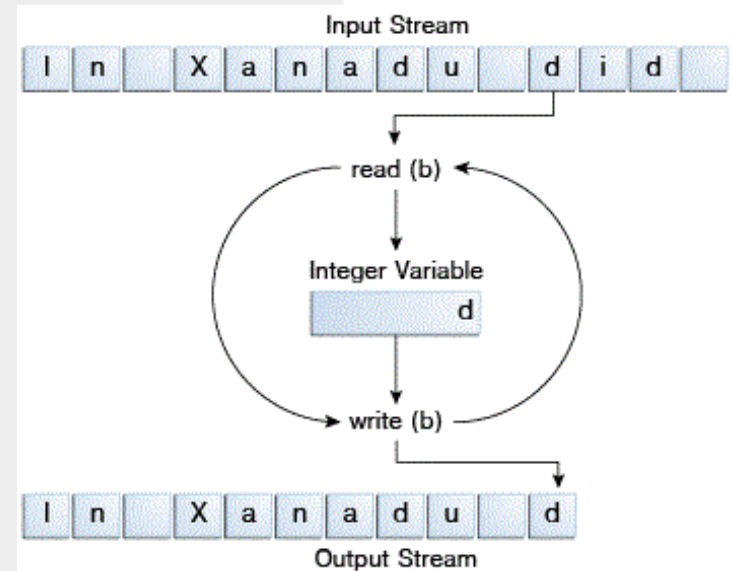 Input Stream
I n X a n a d u d i d
read (b)
Integer Variable
d
write (b)
I n X a n a d u d
Output Stream